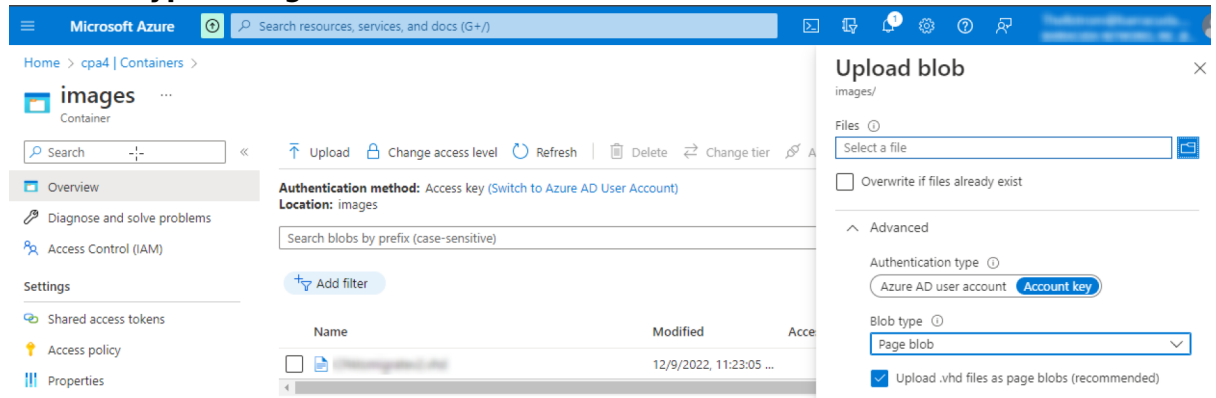 Microsoft Azure
Search resources, services, and docs (G+/)
1
Home > cpa4 | Containers >
images ...
Container
Search
«
Overview
Diagnose and solve problems
Access Control (IAM)
Settings
Shared access tokens
Access policy
Properties
Upload
Change access level
Refresh
Delete
Change tier
A
Authentication method: Access key (Switch to Azure AD User Account)
Location: images
Search blobs by prefix (case-sensitive)
Add filter
Name Modified Acce
12/9/2022, 11:23:05 ...
Upload blob
images/
Files
Select a file
Overwrite if files already exist
Advanced
Authentication type
Azure AD user account Account key
Blob type
Page blob
Upload .vhd files as page blobs (recommended)